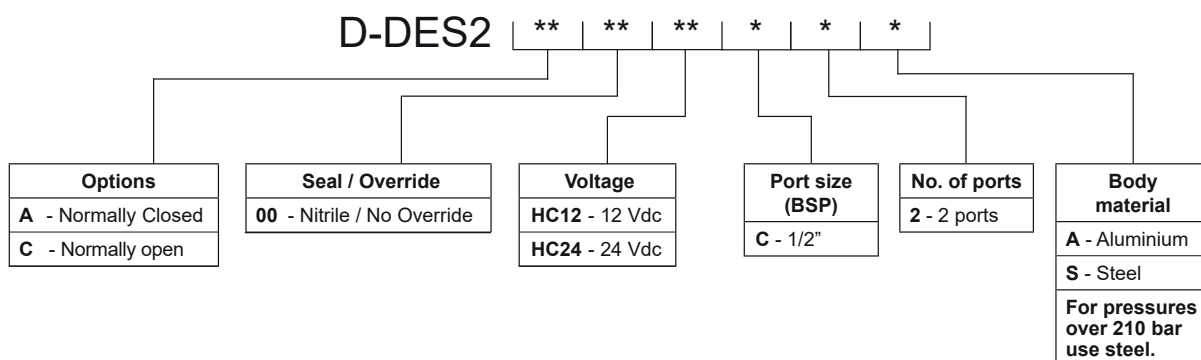 D-DES2 ** ** ** * * *
Options
A - Normally Closed
C - Normally open
Seal / Override
00 - Nitrile / No Override
Voltage
HC12 - 12 Vdc
HC24 - 24 Vdc
Port size
(BSP)
C - 1/2”
No. of ports
2 - 2 ports
Body
material
A - Aluminium
S - Steel
For pressures
over 210 bar
use steel.